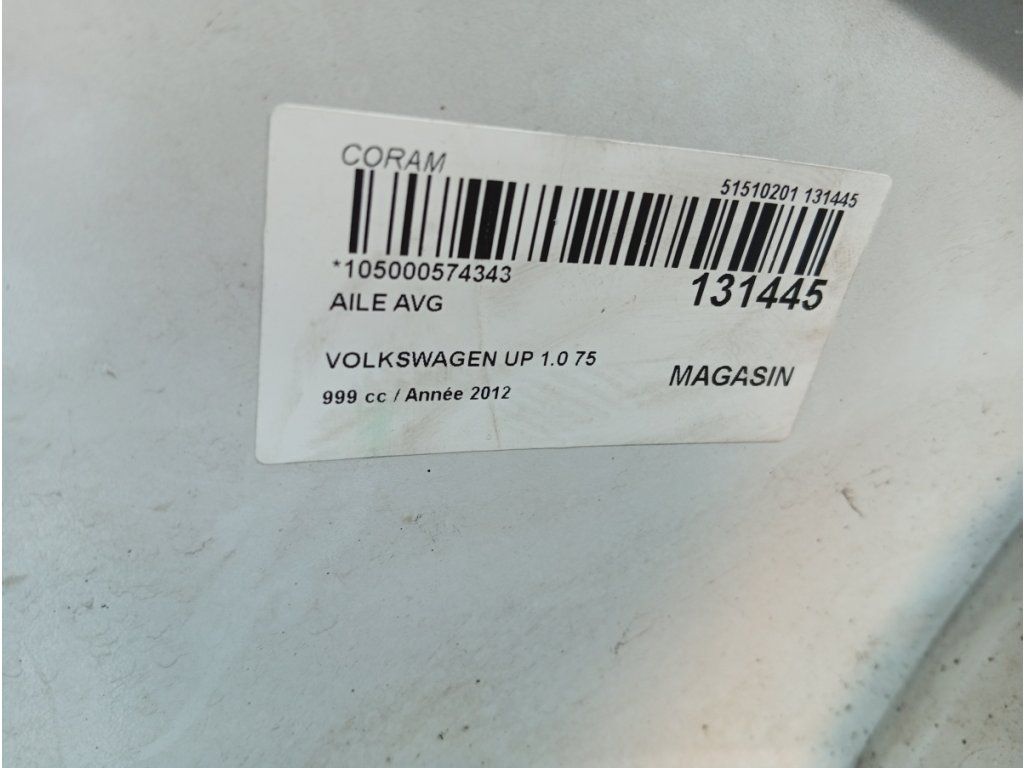 CORAM
51510201 131445
*105000574343
131445
AILE AVG
VOLKSWAGEN UP 1.0 75
MAGASIN
999 cc / Année 2012